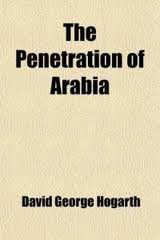 The
Penetration of
Arabia
David George Hogarth